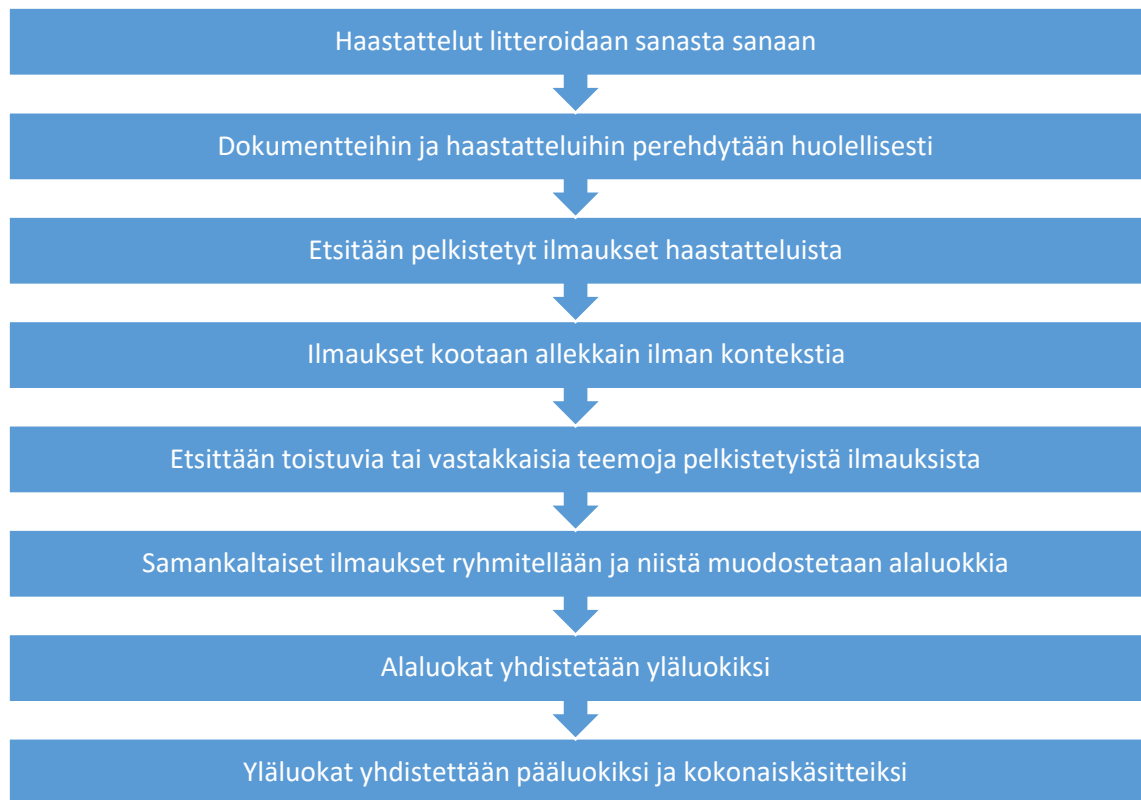 Haastattelut litteroidaan sanasta sanaan
Dokumentteihin ja haastatteluihin perehdytään huolellisesti
Etsitään pelkistetyt ilmaukset haastatteluista
Ilmaukset kootaan allekkain ilman kontekstia
Etsittään toistuvia tai vastakkaisia teemoja pelkistetyistä ilmauksista
Samankaltaiset ilmaukset ryhmitellään ja niistä muodostetaan alaluokkia
Alaluokat yhdistetään yläluokiksi
Yläluokat yhdistettään pääluokiksi ja kokonaiskäsitteiksi